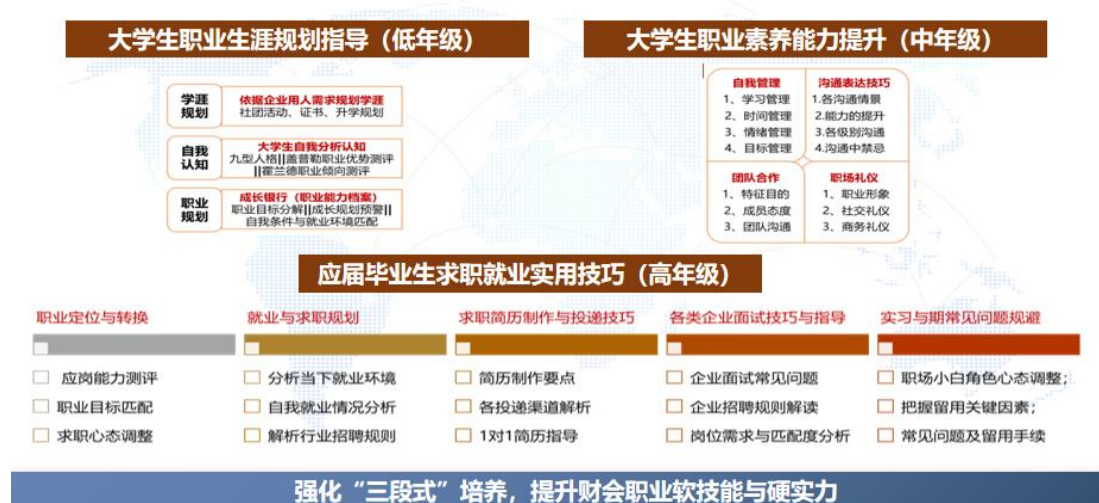 大学生职业生涯规划指导（低年级）
学涯
规划
依据企业用人需求规划学涯
社团活动、证书、升学规划
自我
认知
大学生自我分析认知
九型人格||盖普勒职业优势测评
||霍兰德职业倾向测评
职业
规划
成长银行（职业能力档案）
职业目标分解||成长规划预警||
自我条件与就业环境匹配
大学生职业素养能力提升（中年级）
自我管理
1、学习管理
2、时间管理
3、情绪管理
4、目标管理
沟通表达技巧
1.各沟通情景
2.能力的提升
3.各级别沟通
4.沟通中禁忌
团队合作
1、特征目的
2、成员态度
3、团队沟通
职场礼仪
1、职业形象
2、社交礼仪
3、商务礼仪
应届毕业生求职就业实用技巧（高年级）
职业定位与转换
应岗能力测评
职业目标匹配
求职心态调整
就业与求职规划
分析当下就业环境
自我就业情况分析
解析行业招聘规则
求职简历制作与投递技巧
简历制作要点
各投递渠道解析
1对1简历指导
各类企业面试技巧与指导
企业面试常见问题
企业招聘规则解读
岗位需求与匹配度分析
实习与期常见问题规避
职场小白角色心态调整；
把握留用关键因素；
常见问题及留用手续
强化“三段式”培养，提升财会职业软技能与硬实力